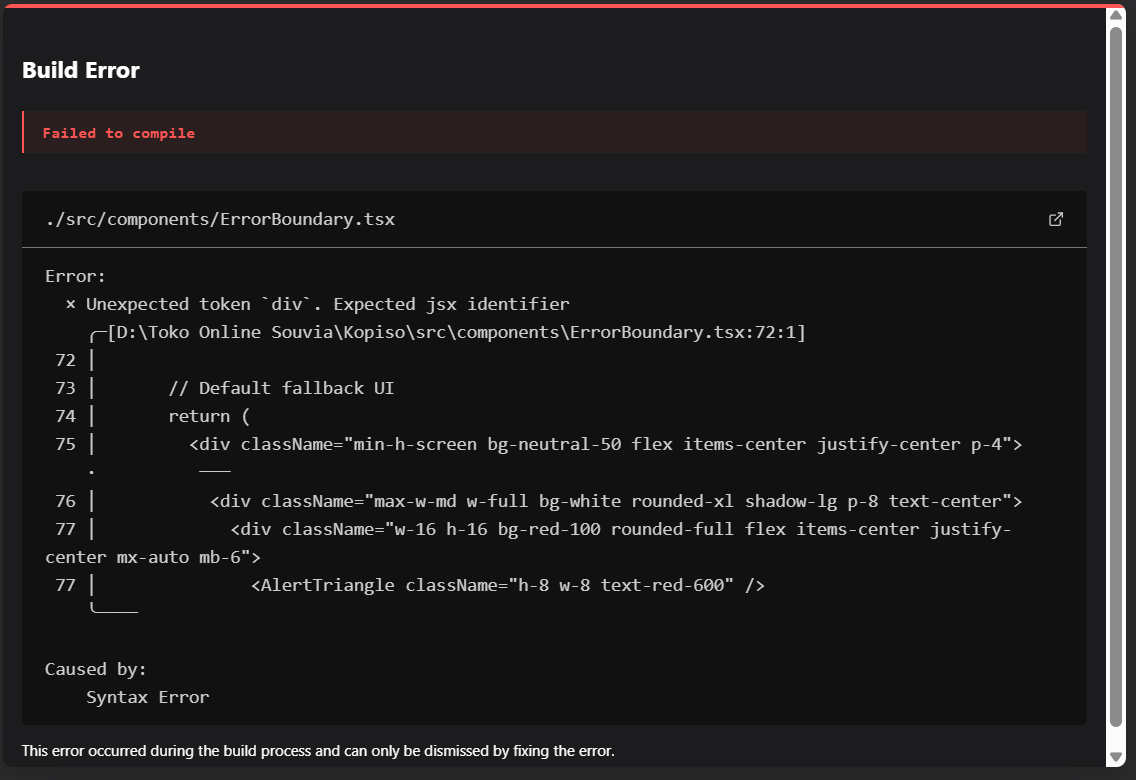 Build Error
Failed to compile
./src/components/ErrorBoundary.tsx
Error:
  × Unexpected token `div`. Expected jsx identifier
    ╭─[D:\Toko Online Souvia\Kopiso\src\components\ErrorBoundary.tsx:72:1]
 72 │
 73 │       // Default fallback UI
 74 │       return (
 75 │         <div className="min-h-screen bg-neutral-50 flex items-center justify-center p-4">
    ·          ───
 76 │           <div className="max-w-md w-full bg-white rounded-xl shadow-lg p-8 text-center">
 77 │             <div className="w-16 h-16 bg-red-100 rounded-full flex items-center justify-
center mx-auto mb-6">
 77 │               <AlertTriangle className="h-8 w-8 text-red-600" />
    ╰────
Caused by:
    Syntax Error
This error occurred during the build process and can only be dismissed by fixing the error.